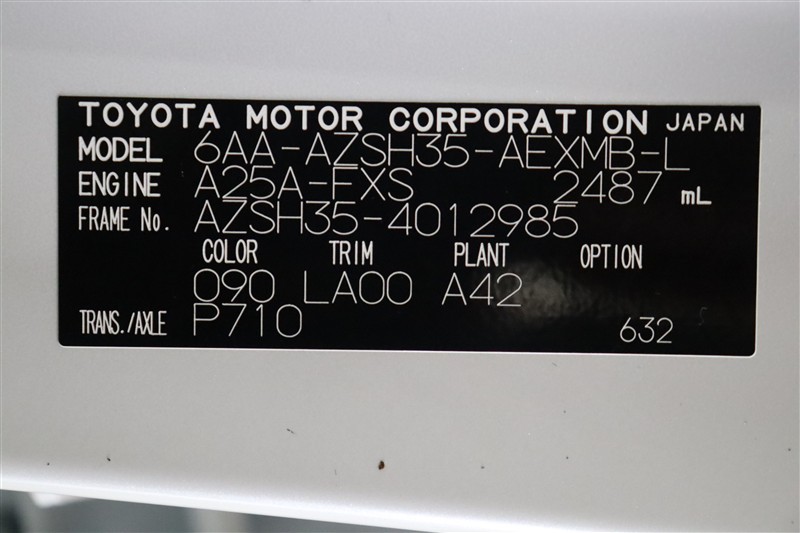 TOYOTA MOTOR CORPORATION JAPAN
MODEL 6AA-AZSH35-AEXMB-L
ENGINE A25A-FXS 2487 mL
FRAME No. AZSH35-4012985
COLOR TRIM PLANT OPTION
090 LA00 A42
TRANS./AXLE P710 632